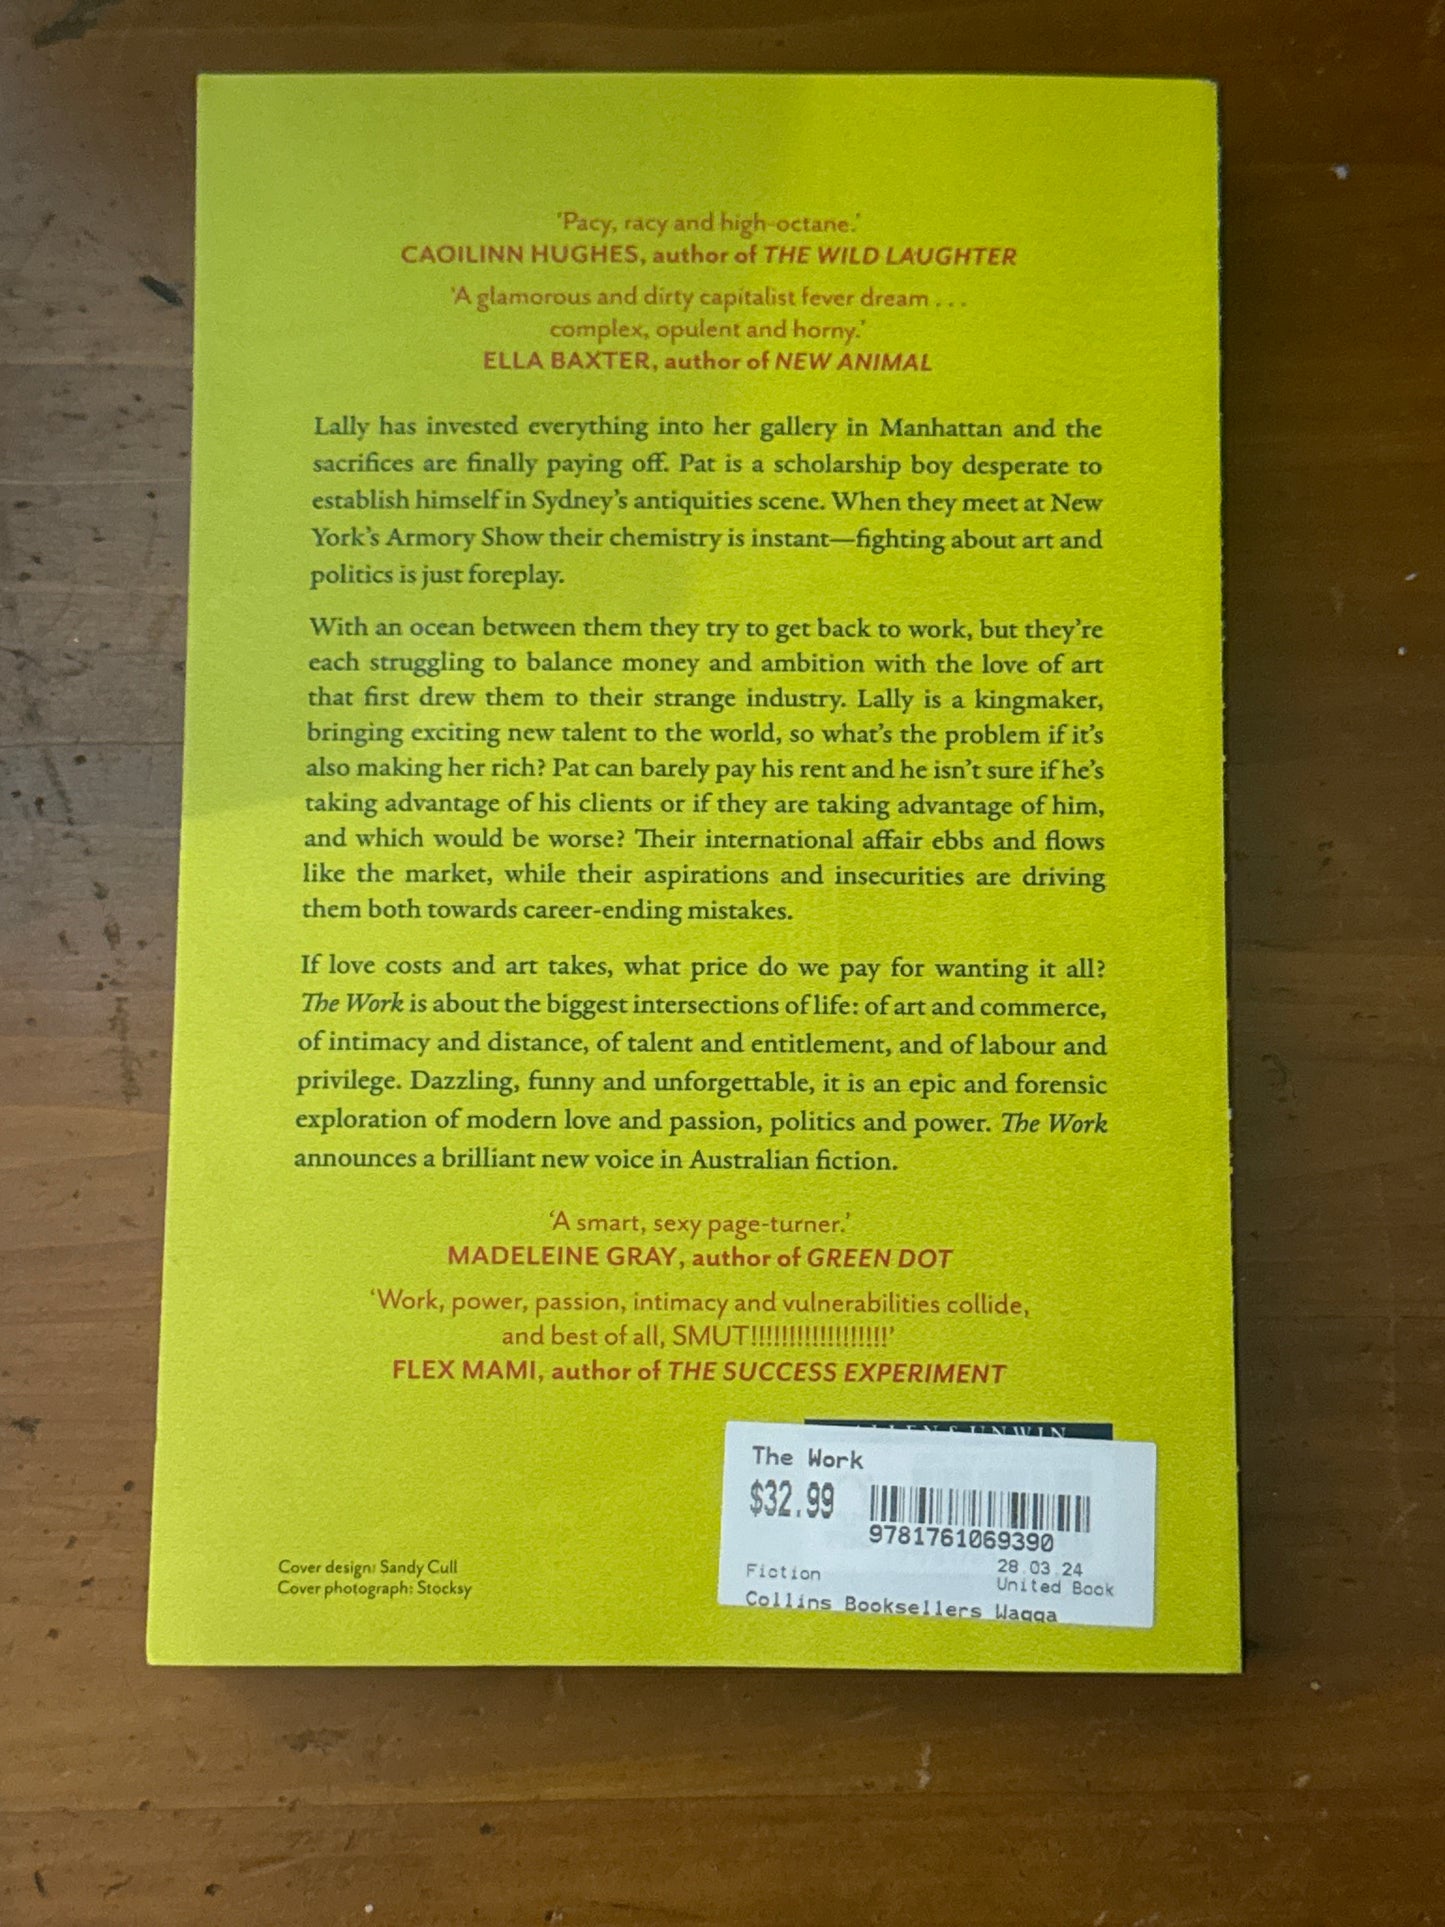 'Pacy, racy and high-octane.'
CAOILINN HUGHES, author of THE WILD LAUGHTER
'A glamorous and dirty capitalist fever dream . . .
complex, opulent and horny.'
ELLA BAXTER, author of NEW ANIMAL
Lally has invested everything into her gallery in Manhattan and the
sacrifices are finally paying off. Pat is a scholarship boy desperate to
establish himself in Sydney's antiquities scene. When they meet at New
York's Armory Show their chemistry is instant—fighting about art and
politics is just foreplay.
With an ocean between them they try to get back to work, but they're
each struggling to balance money and ambition with the love of art
that first drew them to their strange industry. Lally is a kingmaker,
bringing exciting new talent to the world, so what's the problem if it's
also making her rich? Pat can barely pay his rent and he isn't sure if he's
taking advantage of his clients or if they are taking advantage of him,
and which would be worse? Their international affair ebbs and flows
like the market, while their aspirations and insecurities are driving
them both towards career-ending mistakes.
If love costs and art takes, what price do we pay for wanting it all?
The Work is about the biggest intersections of life: of art and commerce,
of intimacy and distance, of talent and entitlement, and of labour and
privilege. Dazzling, funny and unforgettable, it is an epic and forensic
exploration of modern love and passion, politics and power. The Work
announces a brilliant new voice in Australian fiction.
'A smart, sexy page-turner.'
MADELEINE GRAY, author of GREEN DOT
'Work, power, passion, intimacy and vulnerabilities collide,
and best of all, SMUT!!!!!!!!!!!!!!!!!!!'
FLEX MAMI, author of THE SUCCESS EXPERIMENT
ALLEN & UNWIN
The Work
$32.99
9781761069390
Fiction
28.03.24
United Book
Collins Booksellers Wagga
Cover design: Sandy Cull
Cover photograph: Stocksy